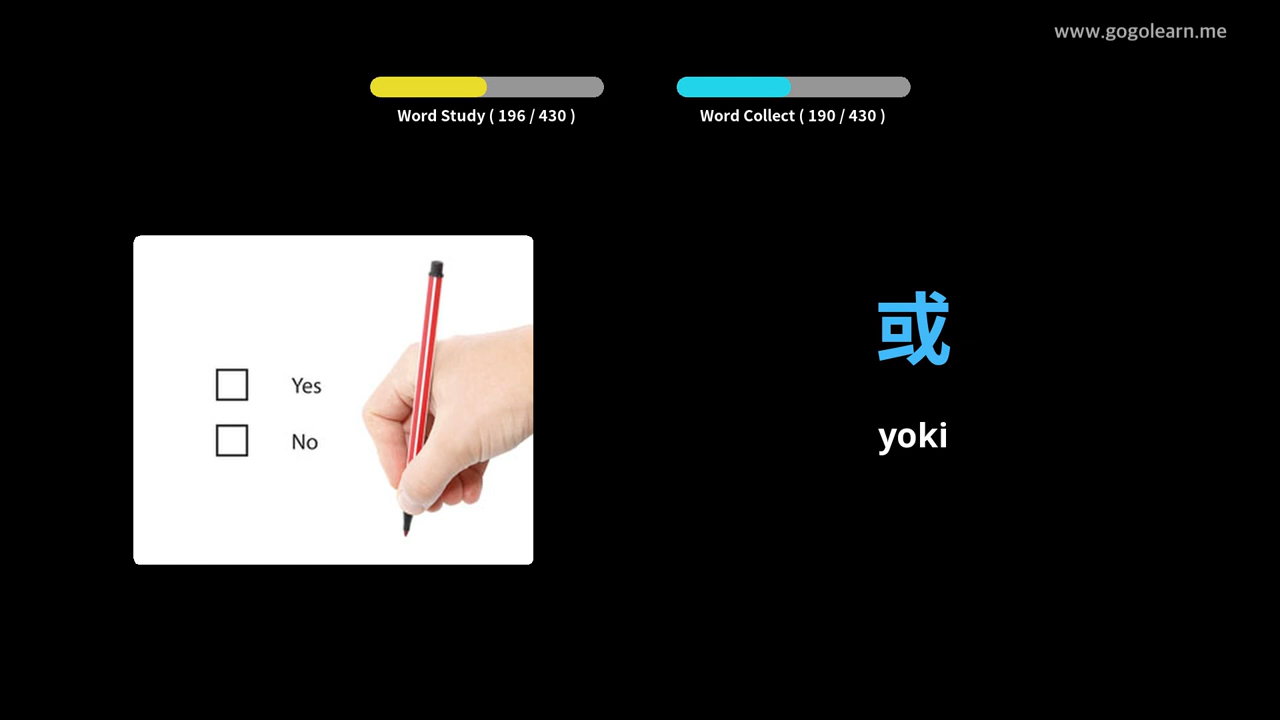 www.gogolearn.me
Word Study ( 196 / 430 )
Word Collect ( 190 / 430 )
Yes
No
或
yoki